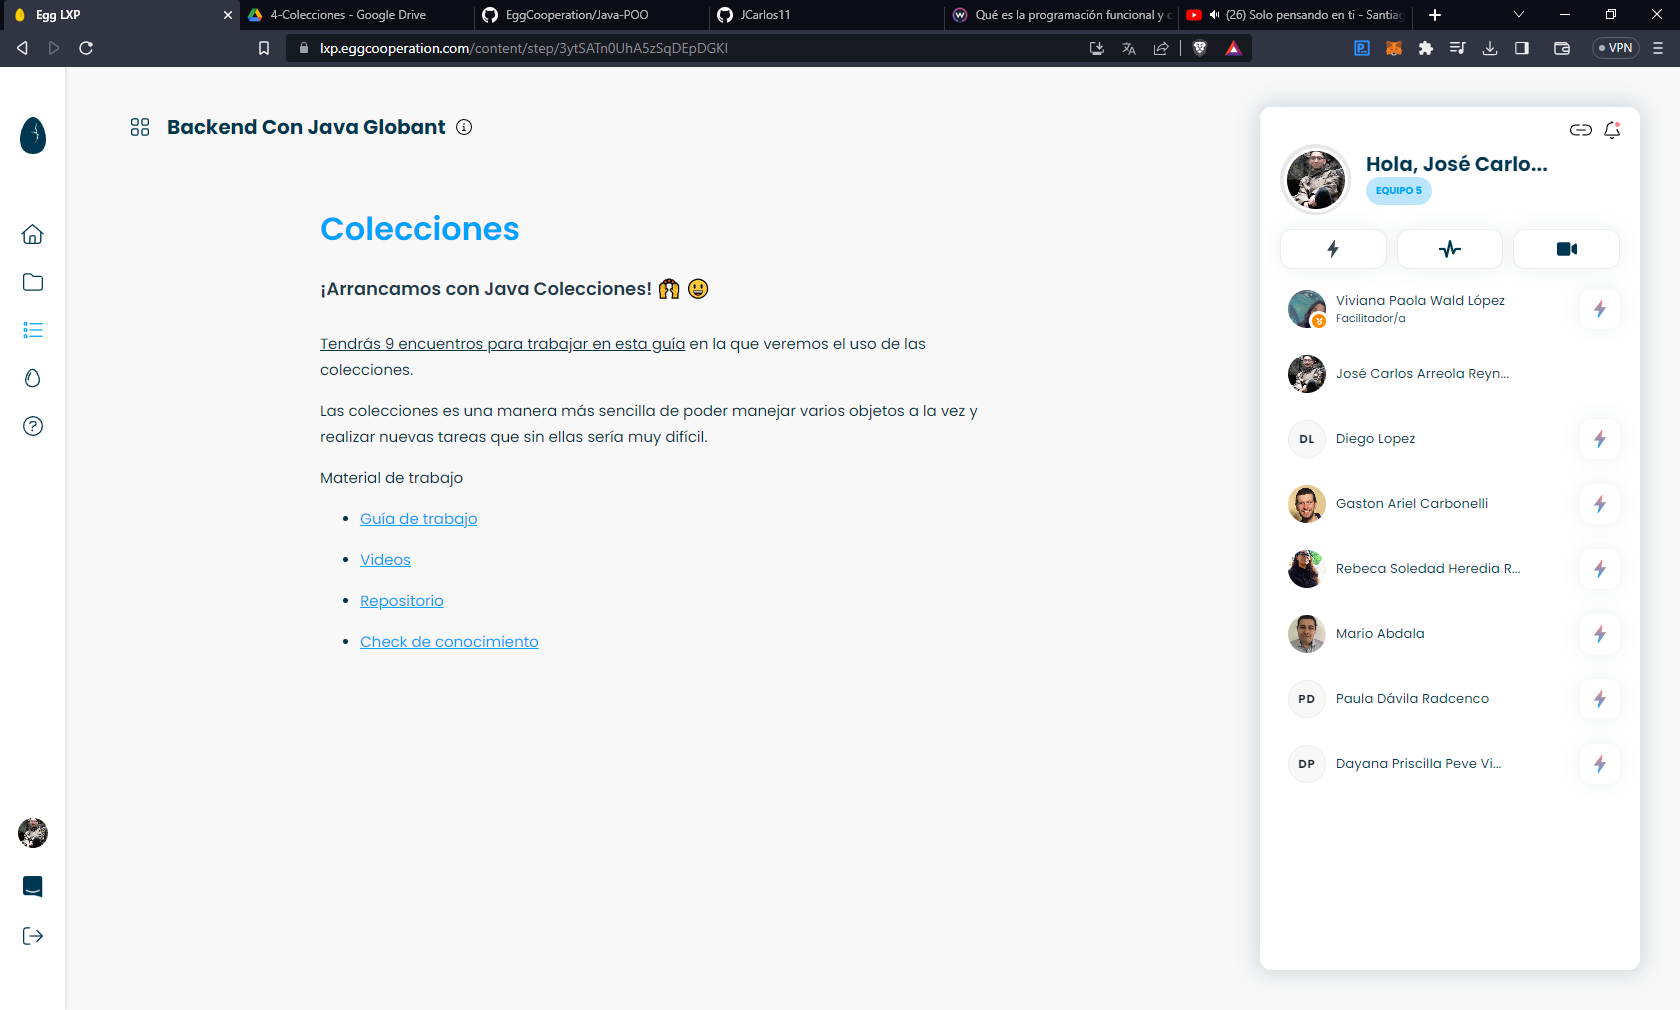 Egg LXP
4-Colecciones - Google Drive
EggCooperation/Java-POO
JCarlos11
Qué es la programación funcional y c
(26) Solo pensando en ti - Santiag
lxp.eggcooperation.com/content/step/3ytSATn0UhA5zSqDEpDGKI
VPN
Backend Con Java Globant
Colecciones
¡Arrancamos con Java Colecciones!
Tendrás 9 encuentros para trabajar en esta guía en la que veremos el uso de las
colecciones.
Las colecciones es una manera más sencilla de poder manejar varios objetos a la vez y
realizar nuevas tareas que sin ellas sería muy difícil.
Material de trabajo
Guía de trabajo
Videos
Repositorio
Check de conocimiento
Hola, José Carlo...
EQUIPO 5
Viviana Paola Wald López
Facilitador/a
José Carlos Arreola Reyn...
DL Diego Lopez
Gaston Ariel Carbonelli
Rebeca Soledad Heredia R...
Mario Abdala
PD Paula Dávila Radcenco
DP Dayana Priscilla Peve Vi...